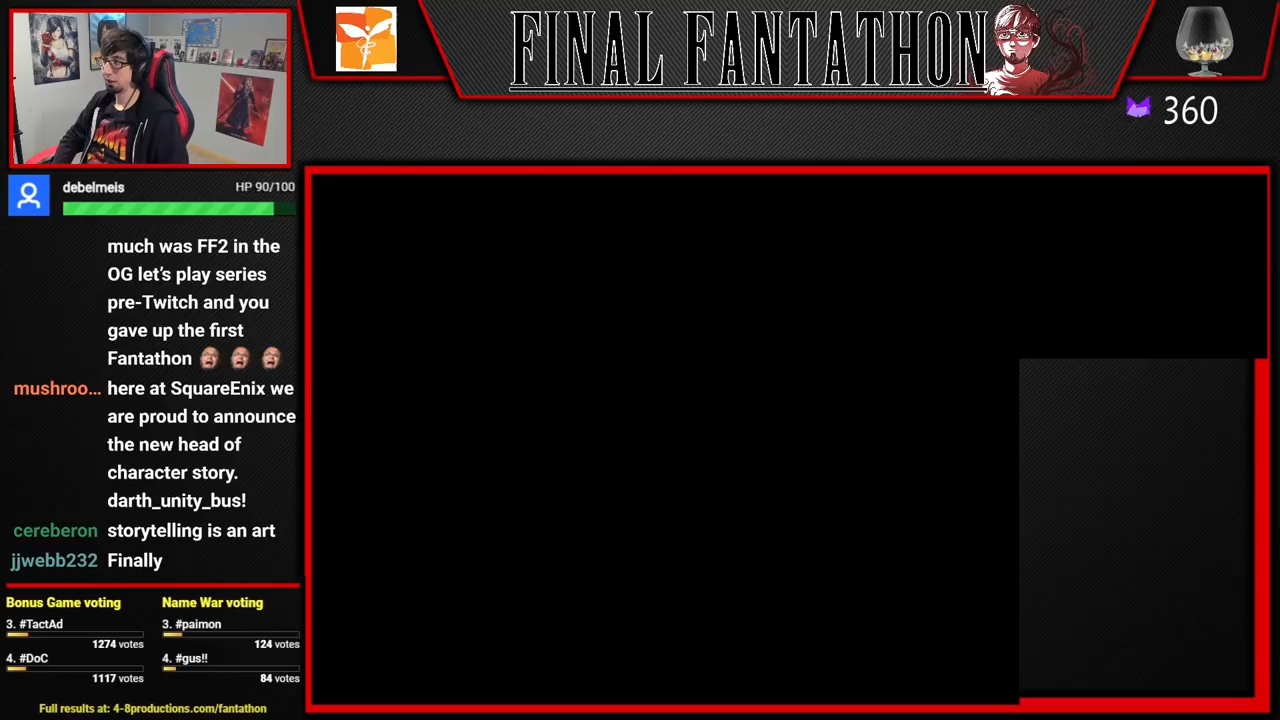 FINAL FANTATHON
360
debelmeis HP 90/100
much was FF2 in the
OG let's play series
pre-Twitch and you
gave up the first
Fantathon
mushroo... here at SquareEnix we
are proud to announce
the new head of
character story.
darth_unity_bus!
cereberon storytelling is an art
jjwebb232 Finally
Bonus Game voting
3. #TactAd
1274 votes
4. #DoC
1117 votes
Name War voting
3. #paimon
124 votes
4. #gus!!
84 votes
Full results at: 4-8productions.com/fantathon